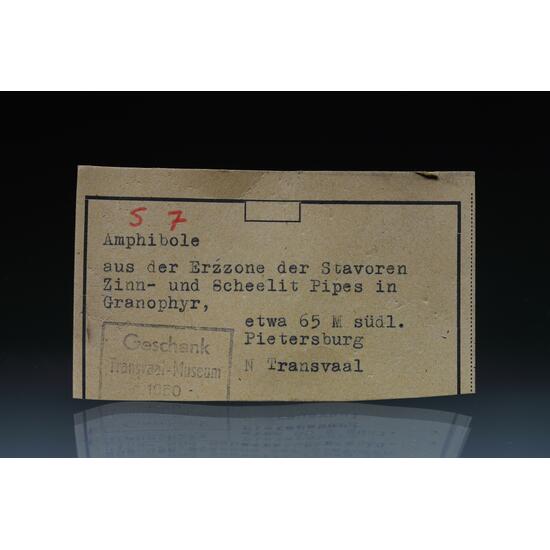 S 7
Amphibole
aus der Erzzone der Stavoren
Zinn- und Scheelit Pipes in
Granophyr,
etwa 65 M südl.
Pietersburg
N Transvaal
Geschenk
Transvaal-Museum